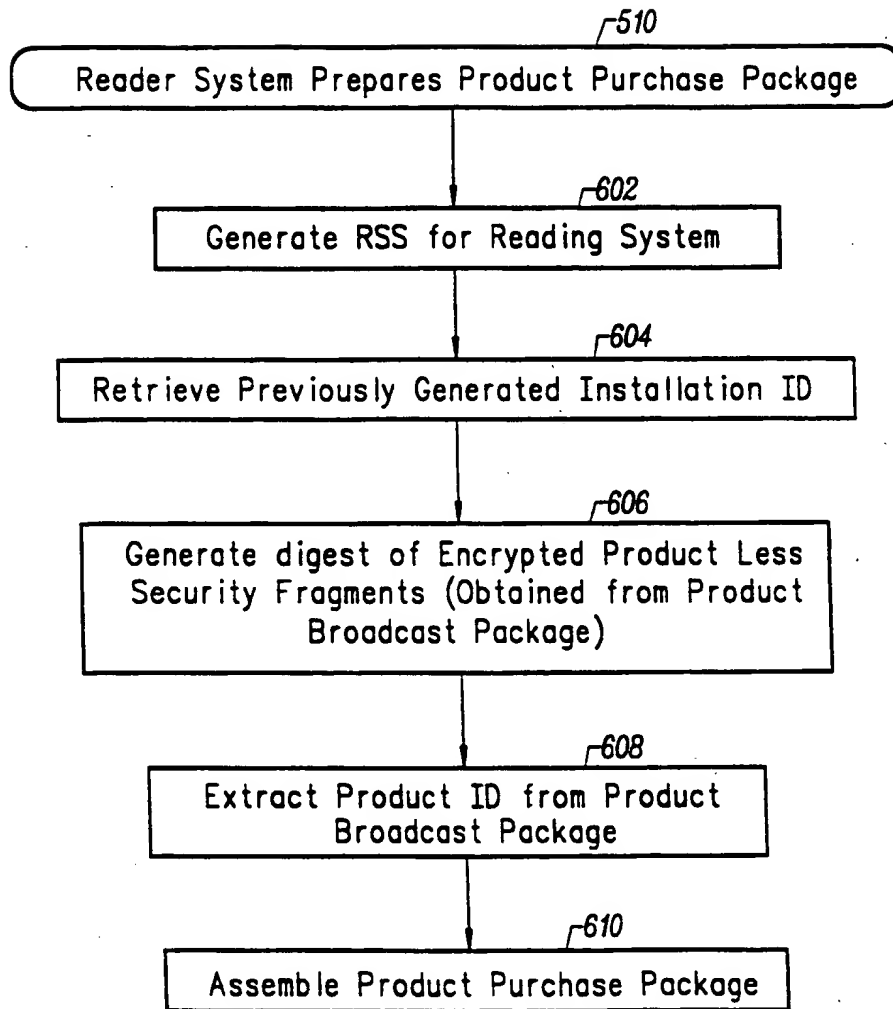 510
Reader System Prepares Product Purchase Package
602
Generate RSS for Reading System
604
Retrieve Previously Generated Installation ID
606
Generate digest of Encrypted Product Less
Security Fragments (Obtained from Product
Broadcast Package)
608
Extract Product ID from Product
Broadcast Package
610
Assemble Product Purchase Package